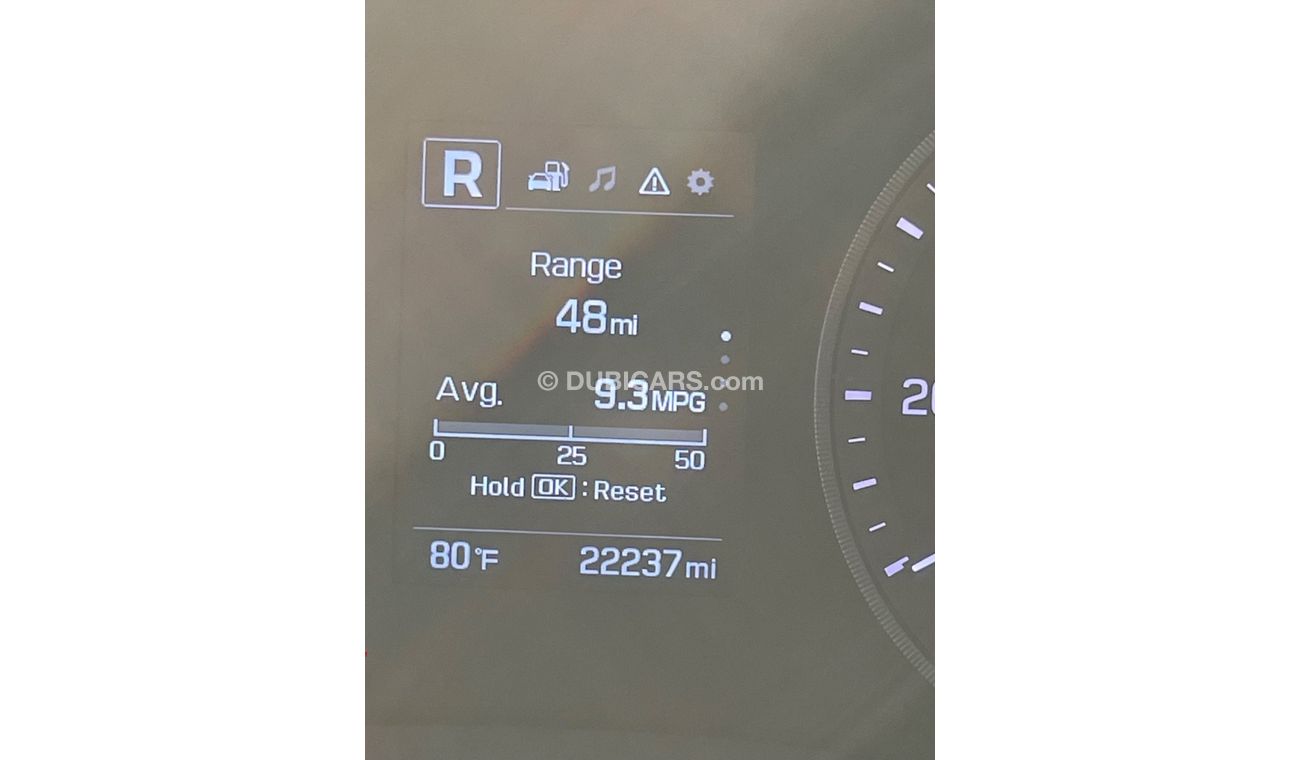 R
Range
48mi
© DUBICARS.com
Avg. 9.3MPG
0 25 50
Hold OK : Reset
80°F 22237mi